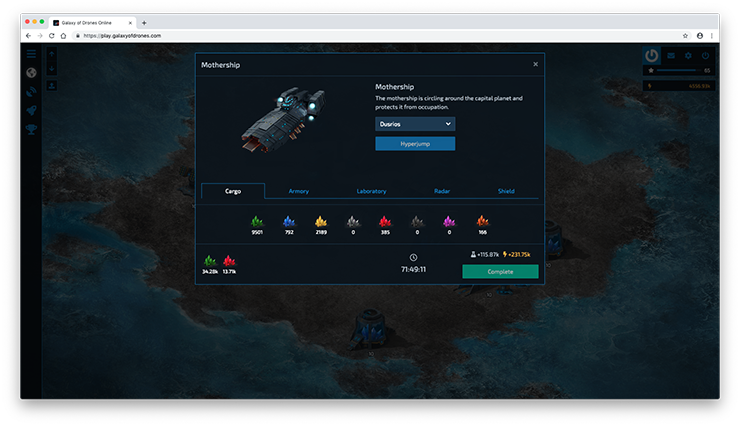 Galaxy of Drones Online
https://play.galaxyofdrones.com
Mothership
65
Mothership
The mothership is circling around the capital planet and
protects it from occupation.
Dusrios
Hyperjump
Cargo
Armory
Laboratory
Radar
Shield
9501
792
2189
0
385
0
0
166
34.28k
13.71k
71:49:11
+115.87k
+231.75k
Complete